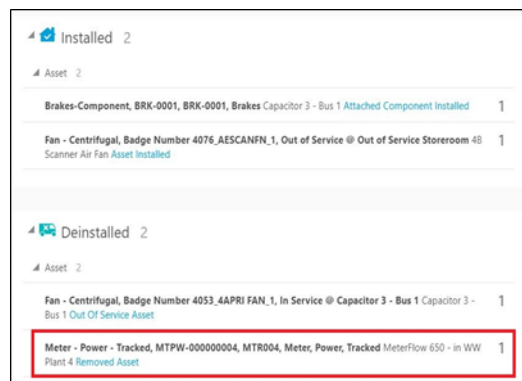 Installed 2
Asset 2
Brakes-Component, BRK-0001, BRK-0001, Brakes Capacitor 3 - Bus 1 Attached Component Installed 1
Fan - Centrifugal, Badge Number 4076_AESCANFN_1, Out of Service @ Out of Service Storeroom 4B 1
Scanner Air Fan Asset Installed
Deinstalled 2
Asset 2
Fan - Centrifugal, Badge Number 4053_4APRI FAN_1, In Service @ Capacitor 3 - Bus 1 Capacitor 3 - 1
Bus 1 Out Of Service Asset
Meter - Power - Tracked, MTPW-000000004, MTR004, Meter, Power, Tracked MeterFlow 650 - in WW 1
Plant 4 Removed Asset